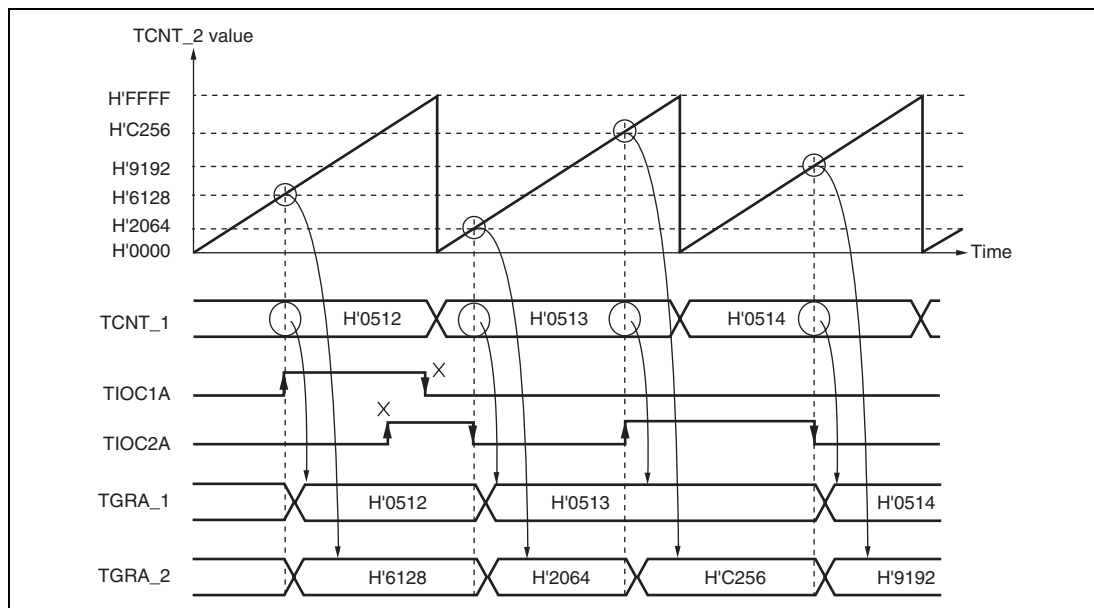 TCNT_2 value
H'FFFF
H'C256
H'9192
H'6128
H'2064
H'0000
Time
TCNT_1 H'0512 H'0513 H'0514
TIOC1A X
X
TIOC2A
TGRA_1 H'0512 H'0513 H'0514
TGRA_2 H'6128 H'2064 H'C256 H'9192